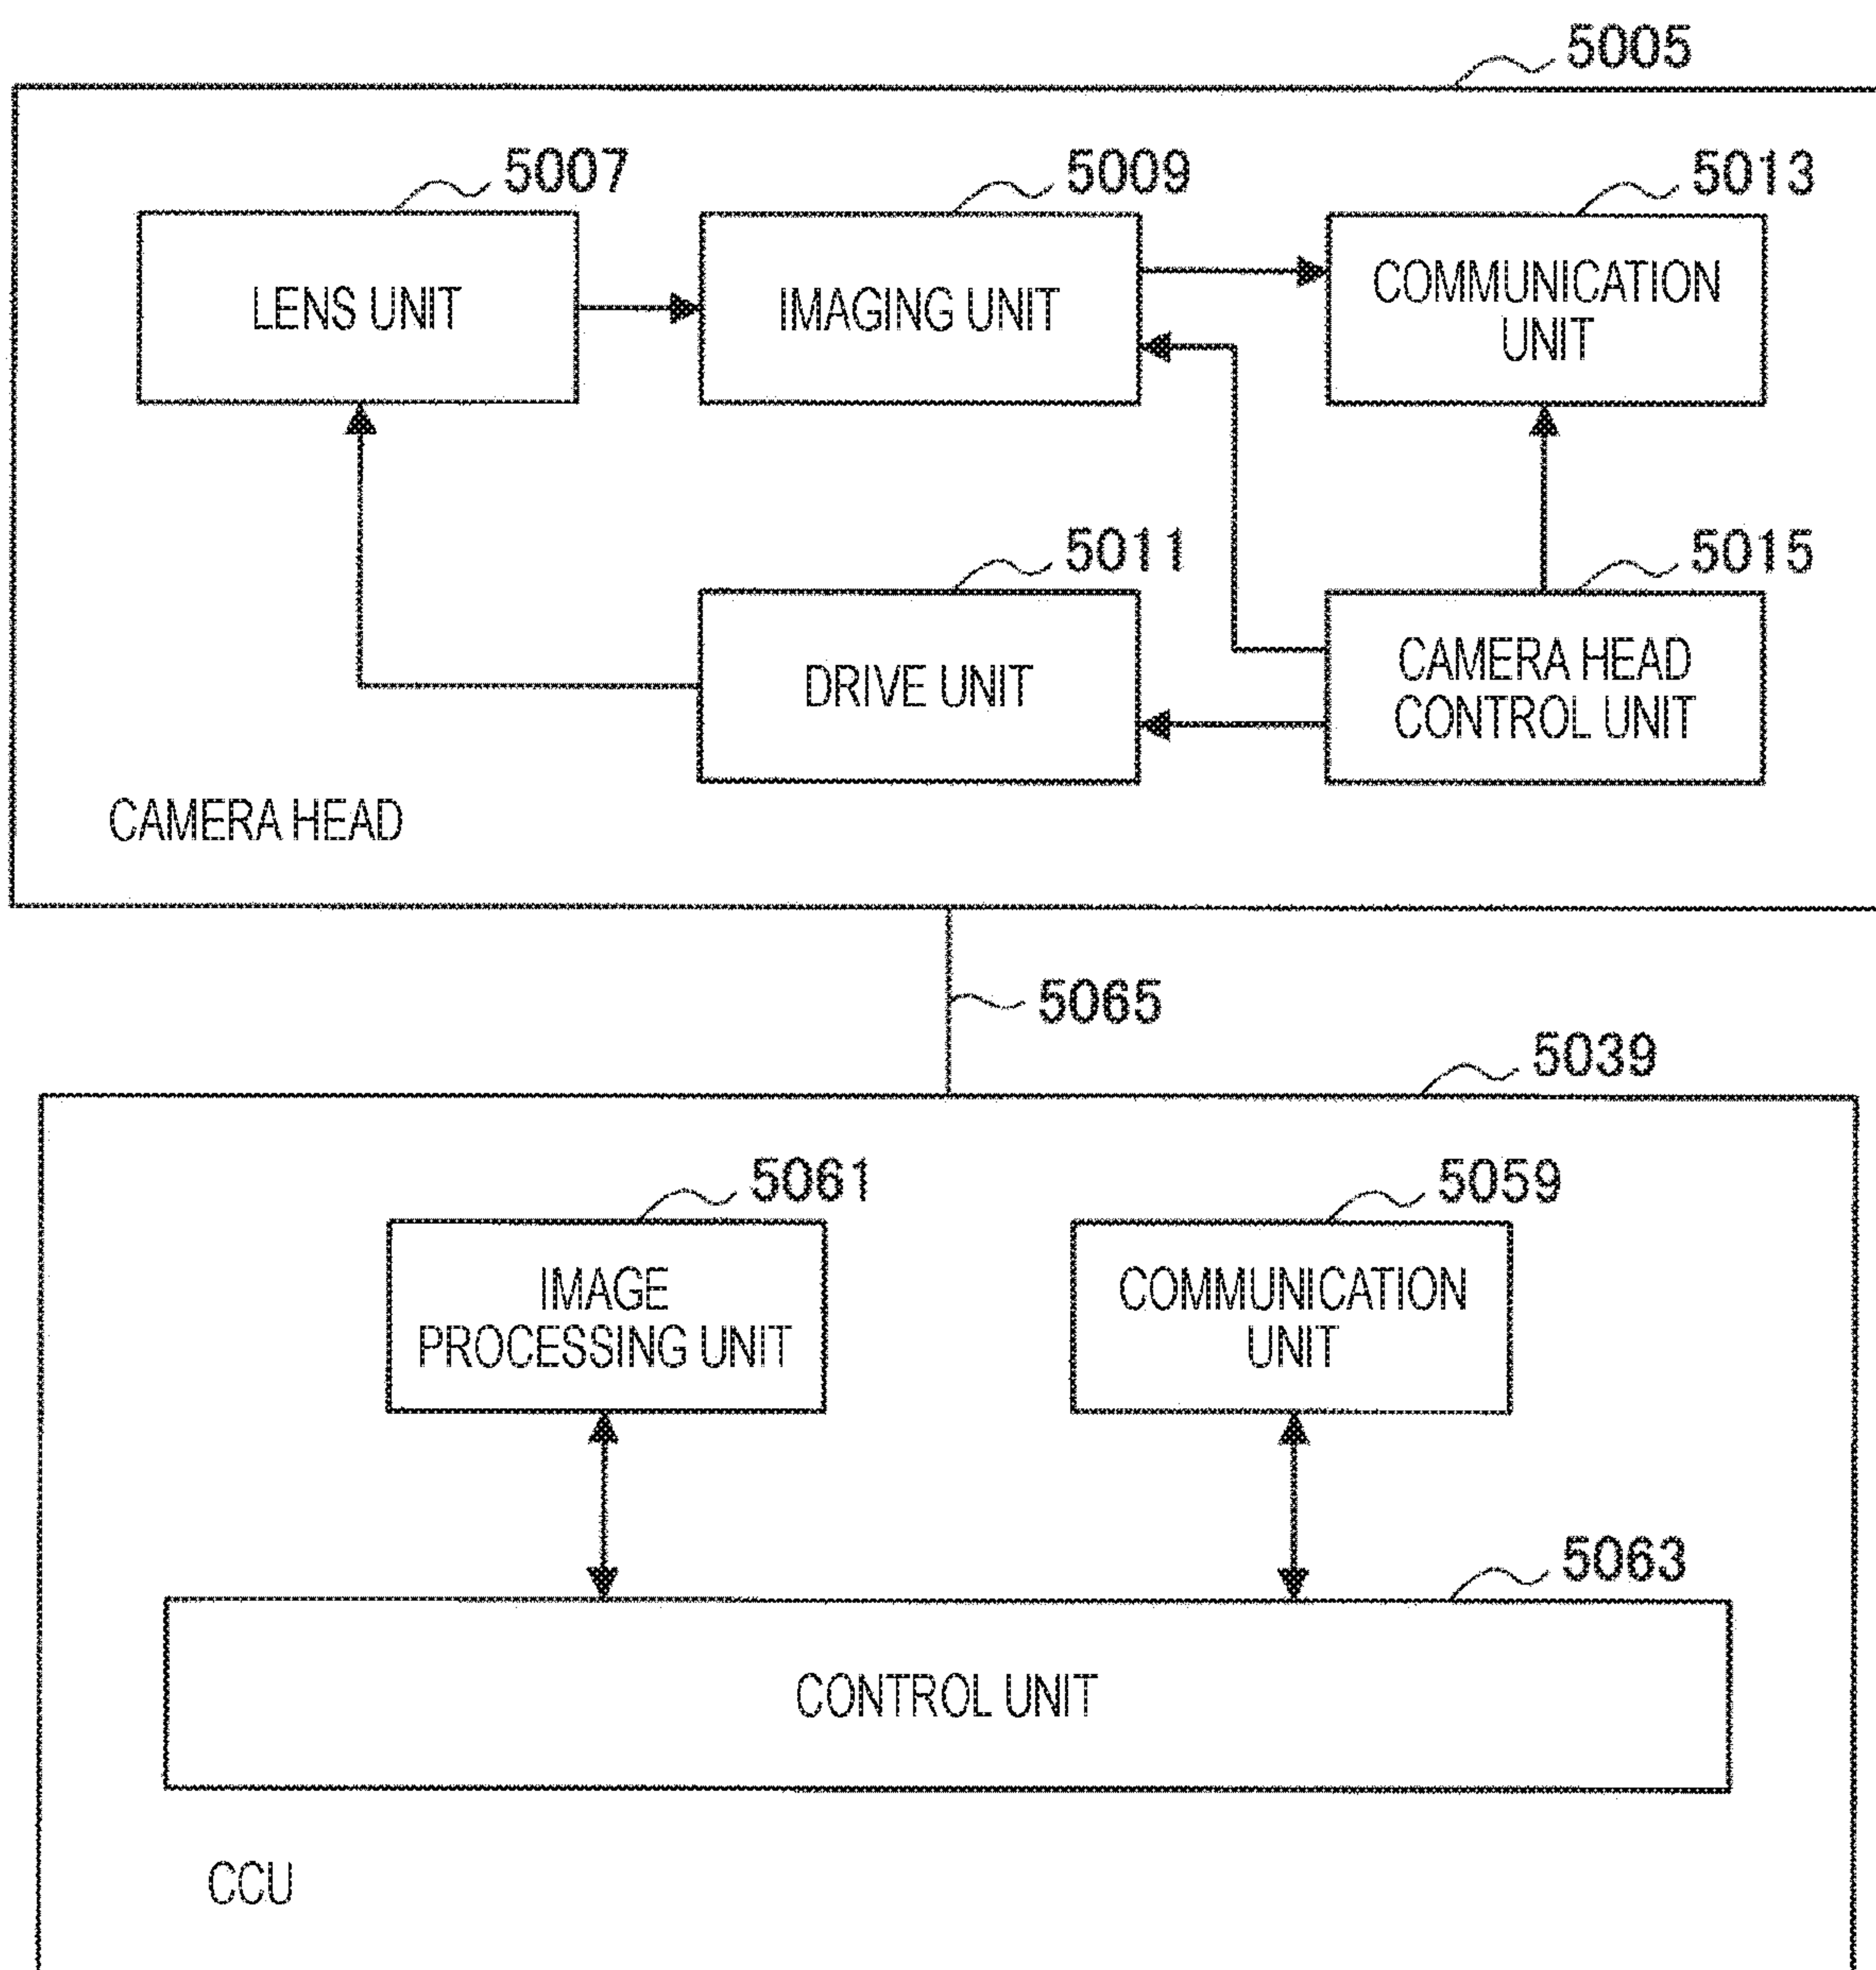 5005
5007
5009
5013
LENS UNIT
IMAGING UNIT
COMMUNICATION
UNIT
5011
5015
DRIVE UNIT
CAMERA HEAD
CONTROL UNIT
CAMERA HEAD
5065
5039
5061
5059
IMAGE
PROCESSING UNIT
COMMUNICATION
UNIT
5063
CONTROL UNIT
CCU